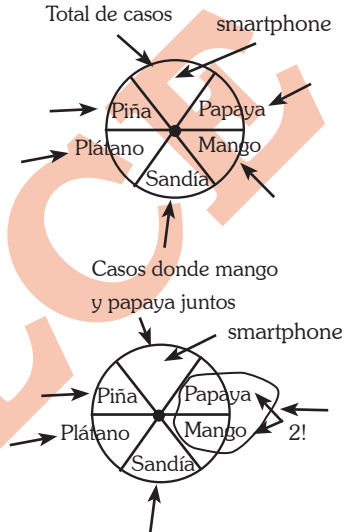 Total de casos
smartphone
Piña
Papaya
Plátano
Mango
Sandía
Casos donde mango
y papaya juntos
smartphone
Piña
Papaya
Plátano
Mango
2!
Sandía